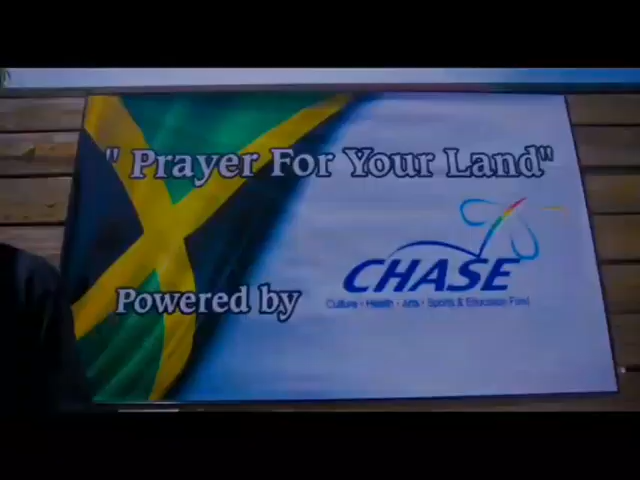 " Prayer For Your Land"
CHASE
Powered by
Culture • Health • Arts • Sports & Education Fund